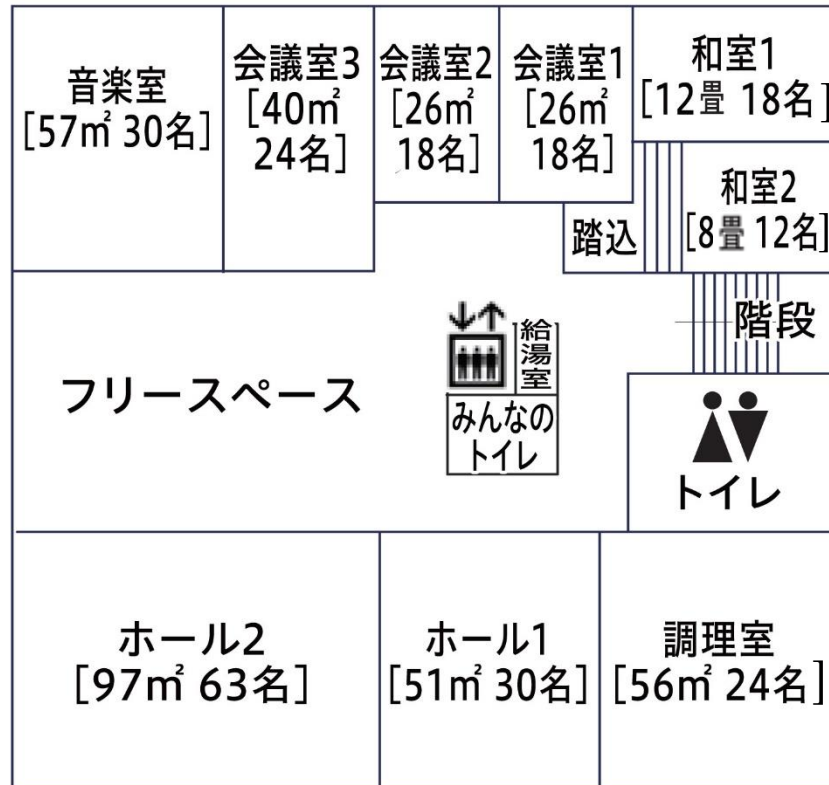 音楽室
[57㎡ 30名]
会議室3
[40㎡
24名]
会議室2
[26㎡
18名]
会議室1
[26㎡
18名]
和室1
[12畳 18名]
和室2
[8畳 12名]
踏込
階段
フリースペース
給湯室
みんなの
トイレ
トイレ
ホール2
[97㎡ 63名]
ホール1
[51㎡ 30名]
調理室
[56㎡ 24名]